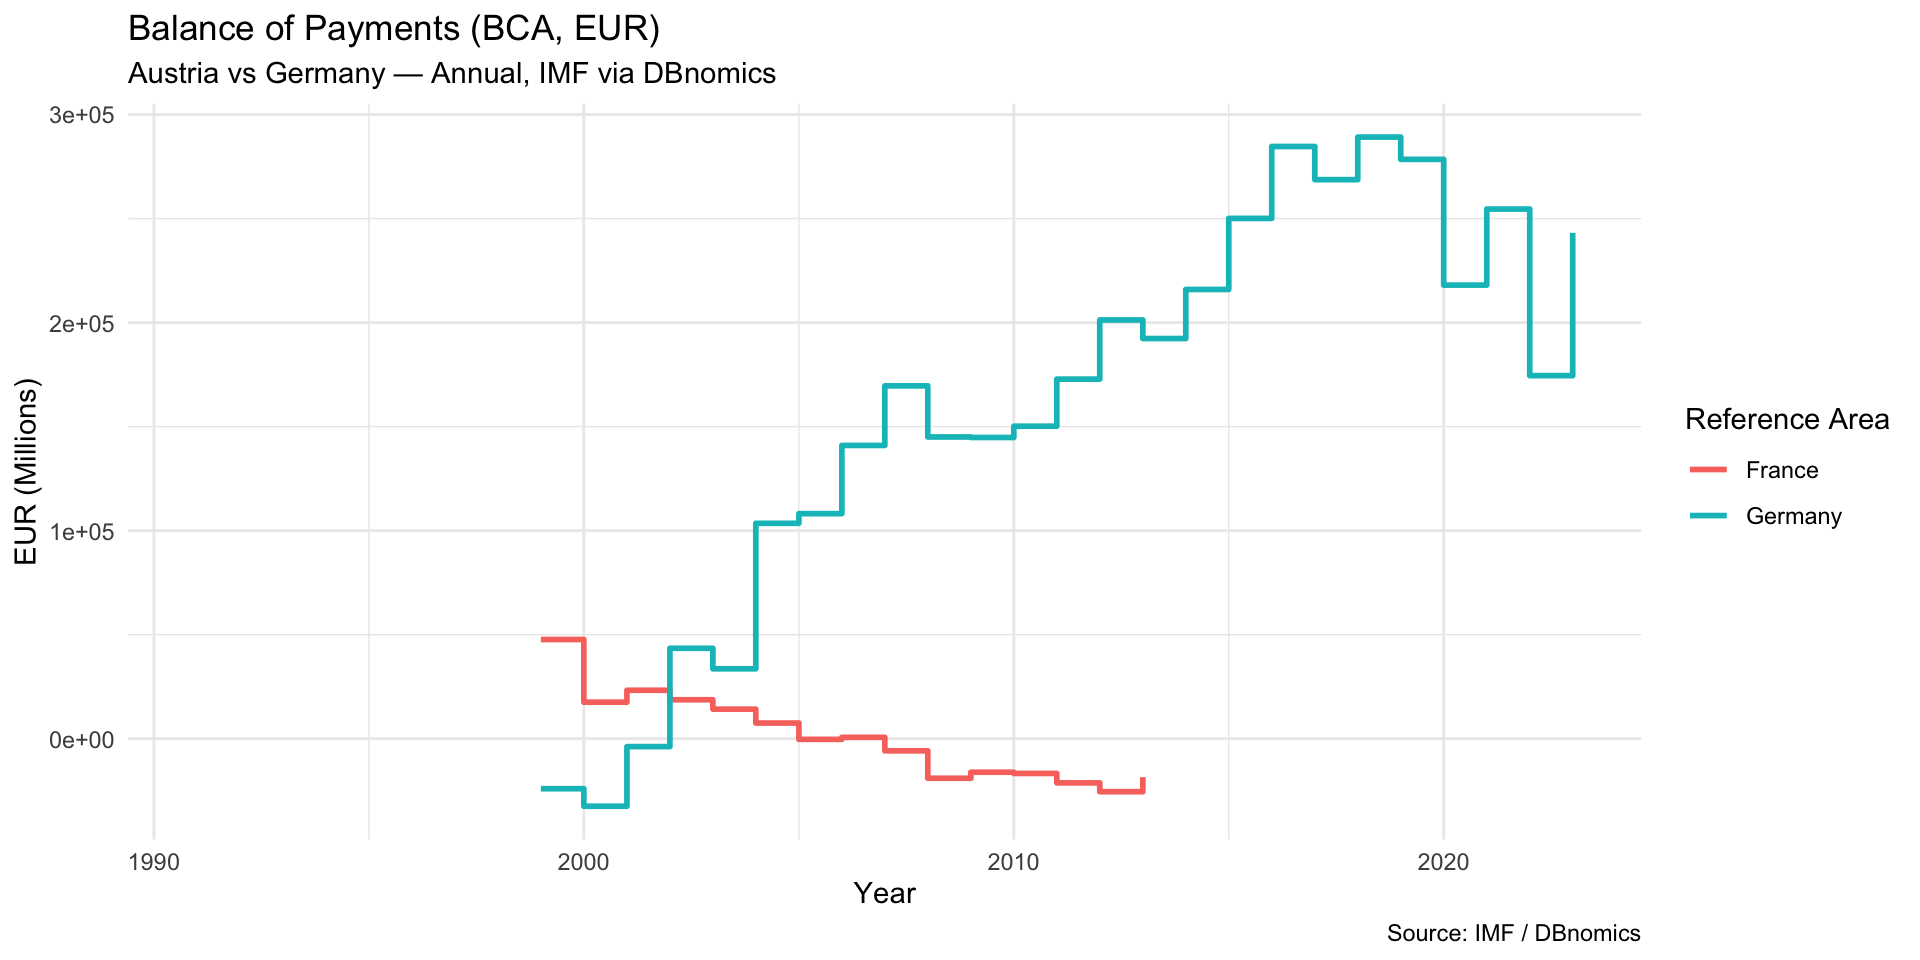 Balance of Payments (BCA, EUR)
Austria vs Germany — Annual, IMF via DBnomics
EUR (Millions)
3e+05
2e+05
1e+05
0e+00
1990
2000
2010
2020
Year
Reference Area
France
Germany
Source: IMF / DBnomics